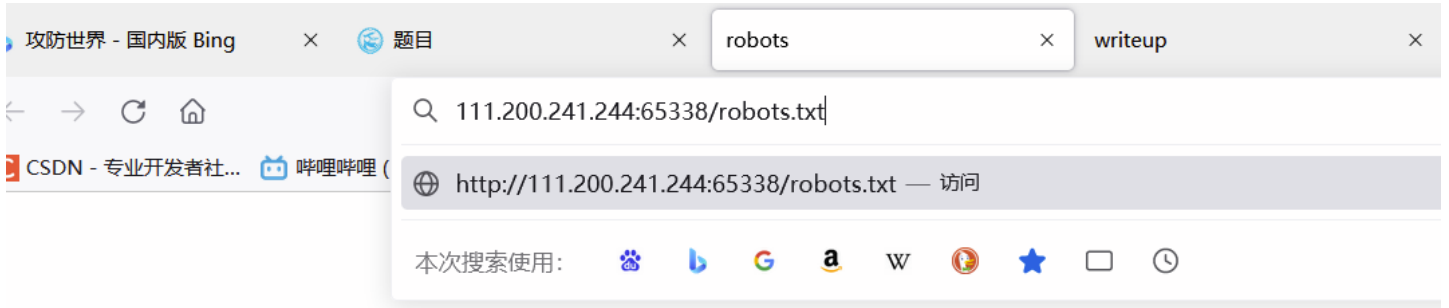 攻防世界 - 国内版 Bing
题目
robots
writeup
111.200.241.244:65338/robots.txt
CSDN - 专业开发者社... 哔哩哔哩 (
http://111.200.241.244:65338/robots.txt — 访问
本次搜索使用: